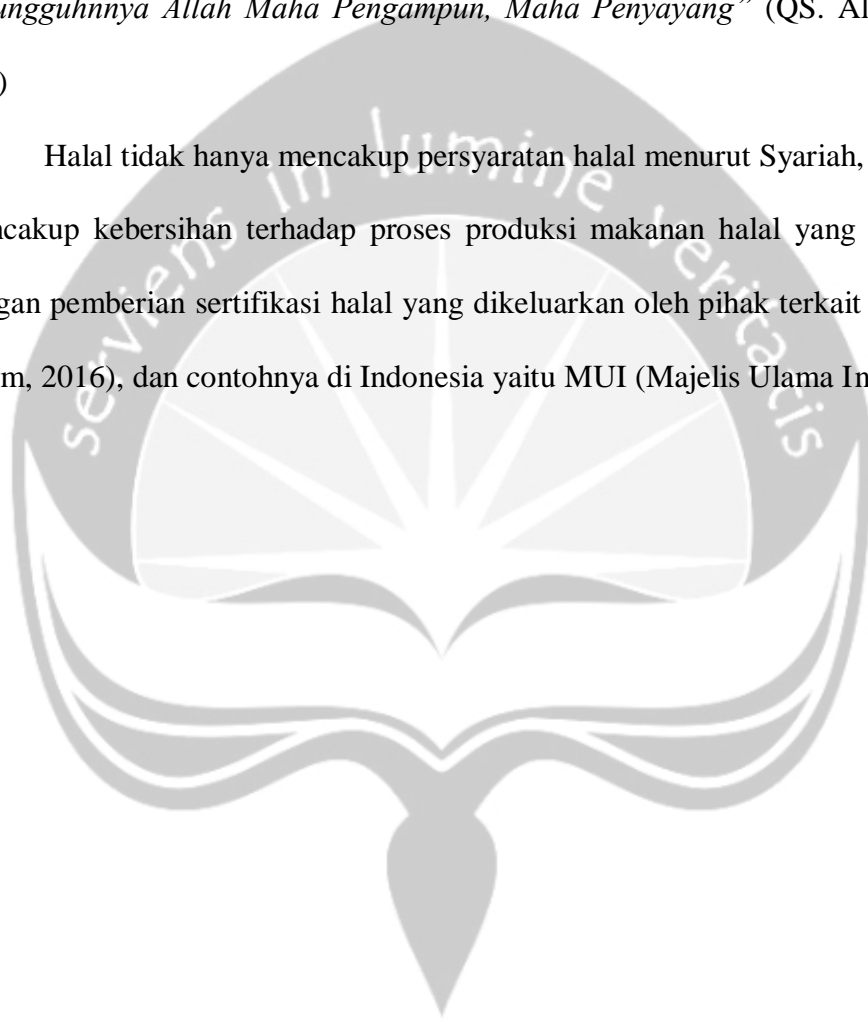 ungguhnnya Allah Maha Pengampun, Maha Penyayang” (QS. Al
)
Halal tidak hanya mencakup persyaratan halal menurut Syariah,
ncakup kebersihan terhadap proses produksi makanan halal yang
gan pemberian sertifikasi halal yang dikeluarkan oleh pihak terkait
m, 2016), dan contohnya di Indonesia yaitu MUI (Majelis Ulama In
serviens in lumine veritatis